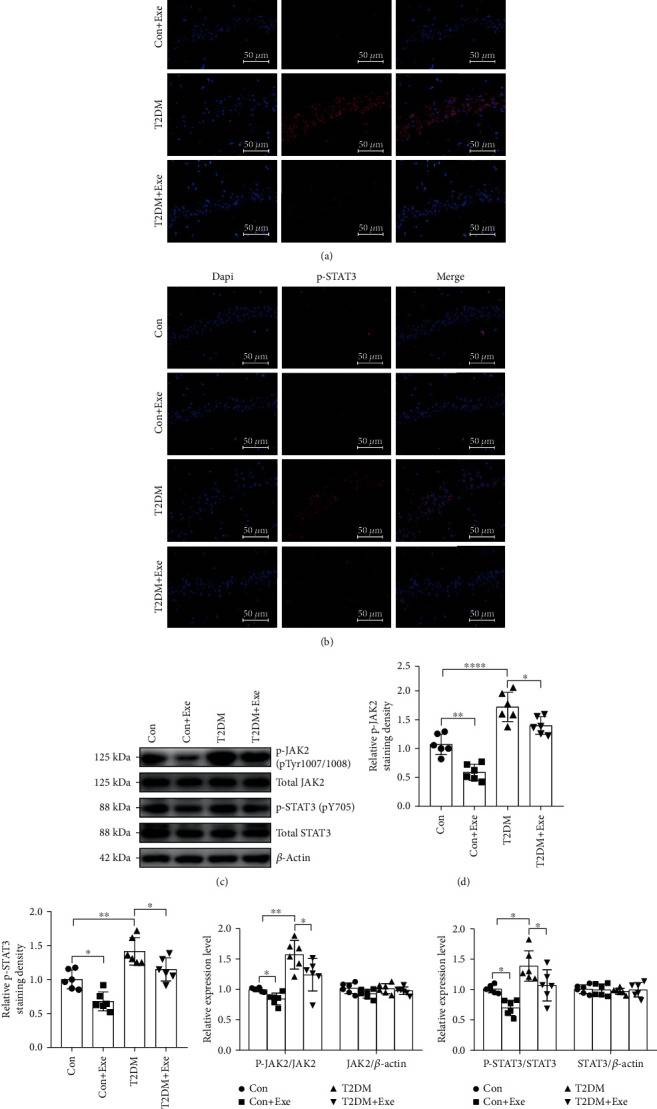 Con+Exe
50 µm 50 µm 50 µm
T2DM
50 µm 50 µm 50 µm
T2DM+Exe
50 µm 50 µm 50 µm
(a)
Dapi p-STAT3 Merge
Con
50 µm 50 µm 50 µm
Con+Exe
50 µm 50 µm 50 µm
T2DM
50 µm 50 µm 50 µm
T2DM+Exe
50 µm 50 µm 50 µm
(b)
Con Con+Exe T2DM T2DM+Exe
125 kDa p-JAK2
(pTyr1007/1008)
125 kDa Total JAK2
88 kDa p-STAT3 (pY705)
88 kDa Total STAT3
42 kDa β-Actin
(c)
Relative p-JAK2
staining density
2.5
2.0
1.5
1.0
0.5
0.0
**** ** *
Con Con+Exe T2DM T2DM+Exe
(d)
Relative p-STAT3
staining density
2.0
1.5
1.0
0.5
0.0
** * *
Con Con+Exe T2DM T2DM+Exe
Relative expression level
2.0
1.5
1.0
0.5
0.0
** * *
P-JAK2/JAK2 JAK2/β-actin
Con T2DM
Con+Exe T2DM+Exe
Relative expression level
2.0
1.5
1.0
0.5
0.0
* * *
P-STAT3/STAT3 STAT3/β-actin
Con T2DM
Con+Exe T2DM+Exe